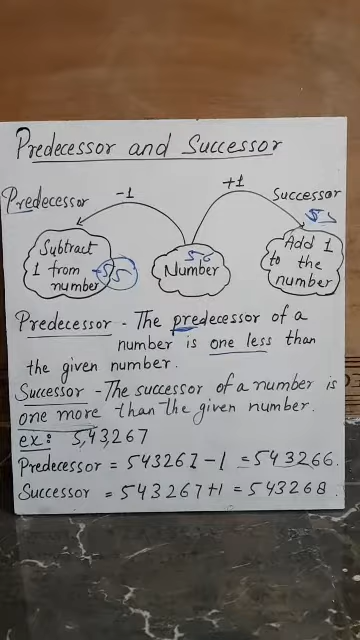 Predecessor and Successor
Predecessor
-1
+1
Successor
Subtract
1 from
number
55
56
Number
Add 1
to the
number
Predecessor - The predecessor of a
number is one less than
the given number.
Successor - The successor of a number is
one more than the given number.
ex: 5,43,267
Predecessor = 543267 - 1 = 543266.
Successor = 543267 + 1 = 543268.